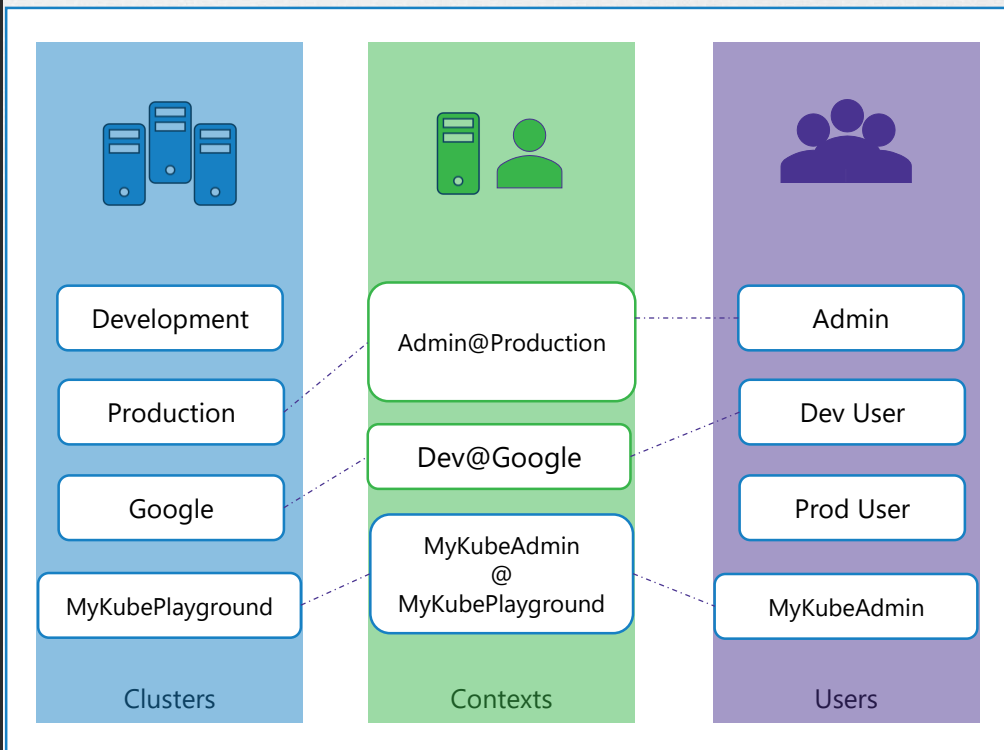 Development
Production
Google
MyKubePlayground
Clusters
Admin@Production
Dev@Google
MyKubeAdmin
@
MyKubePlayground
Contexts
Admin
Dev User
Prod User
MyKubeAdmin
Users